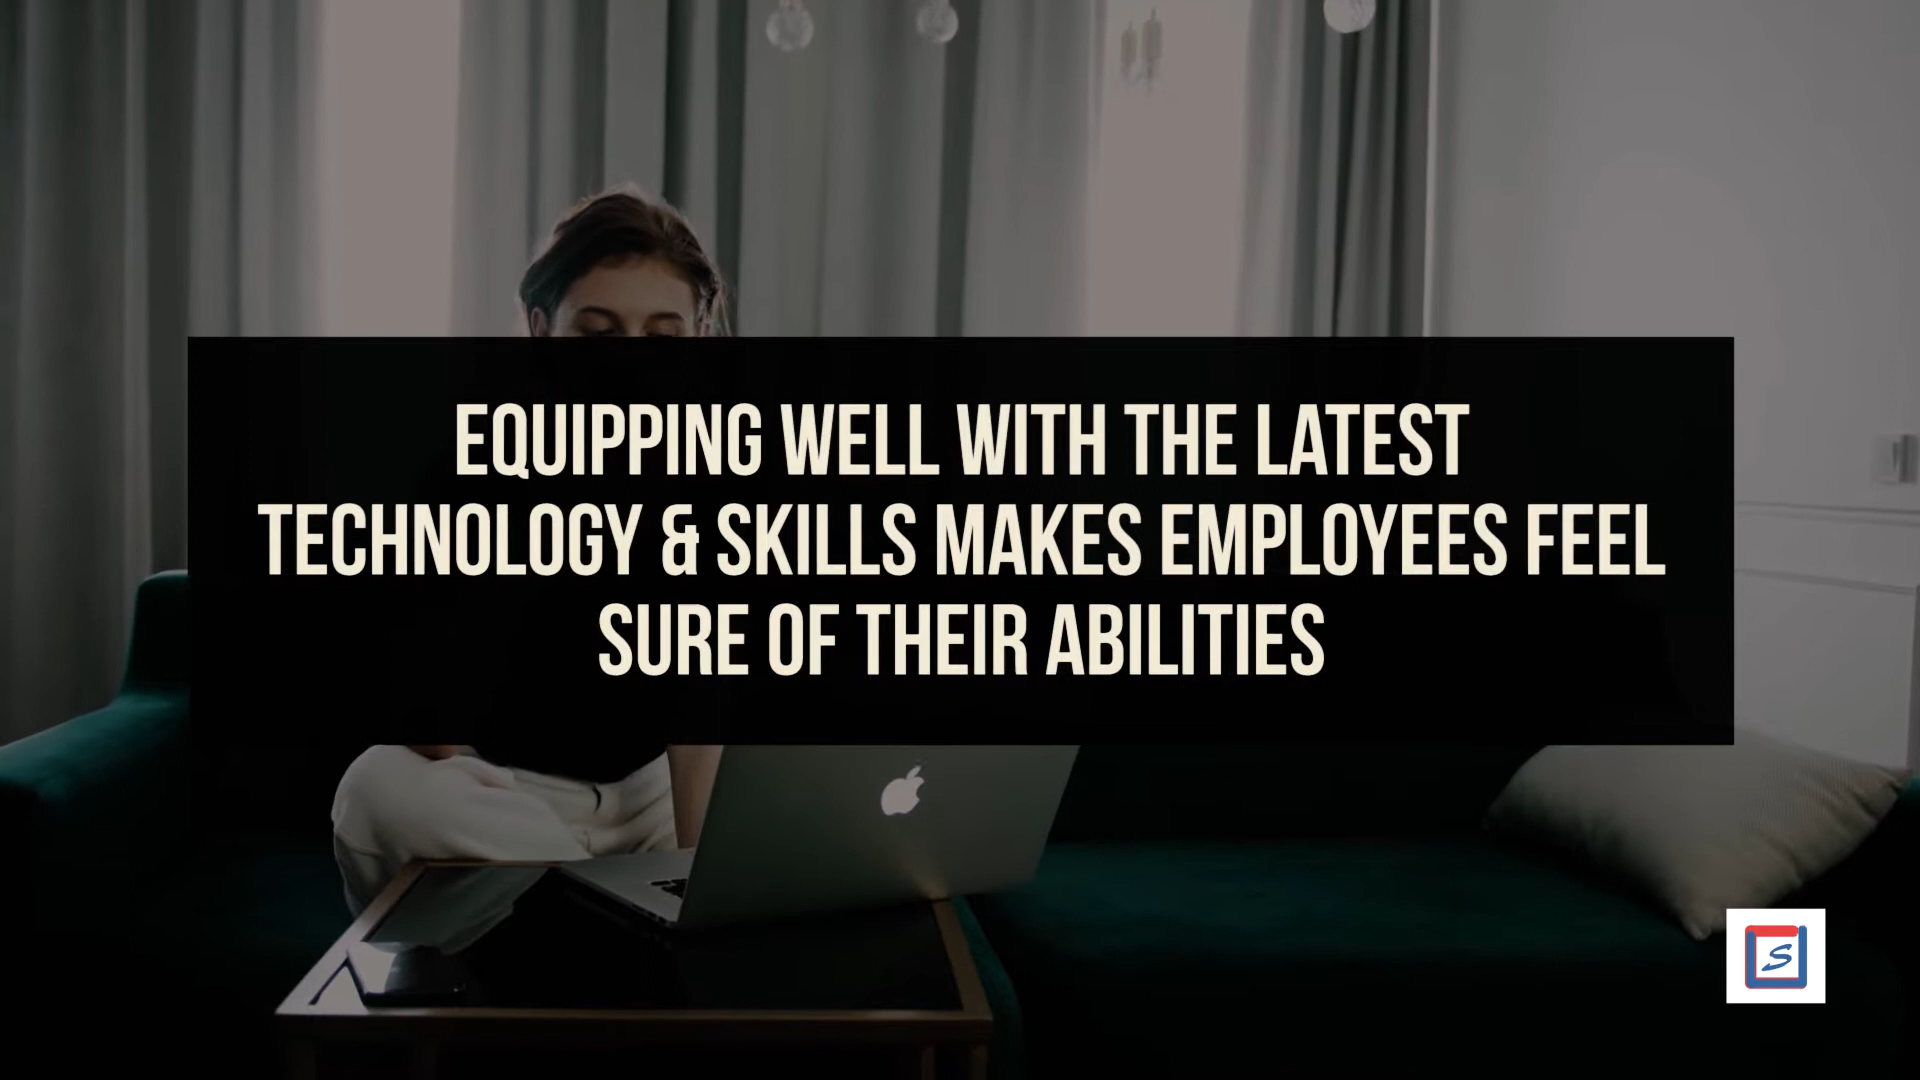 EQUIPPING WELL WITH THE LATEST
TECHNOLOGY & SKILLS MAKES EMPLOYEES FEEL
SURE OF THEIR ABILITIES
S